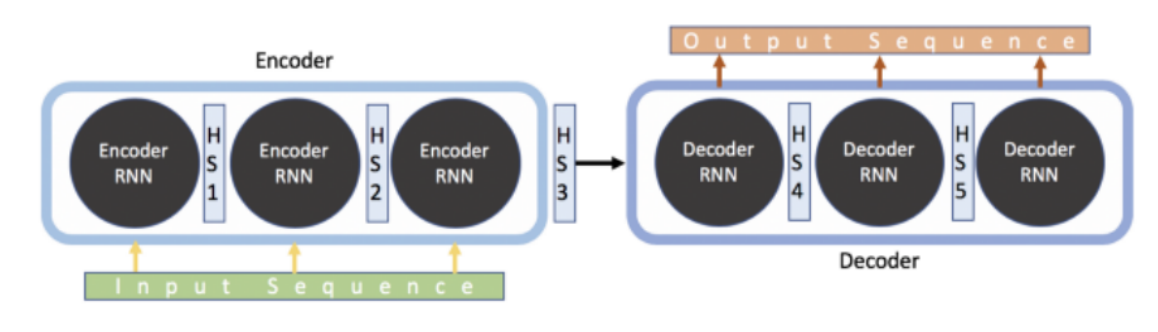 Encoder
Encoder
RNN
HS1
Encoder
RNN
HS2
Encoder
RNN
HS3
Input Sequence
Output Sequence
Decoder
RNN
HS4
Decoder
RNN
HS5
Decoder
RNN
Decoder